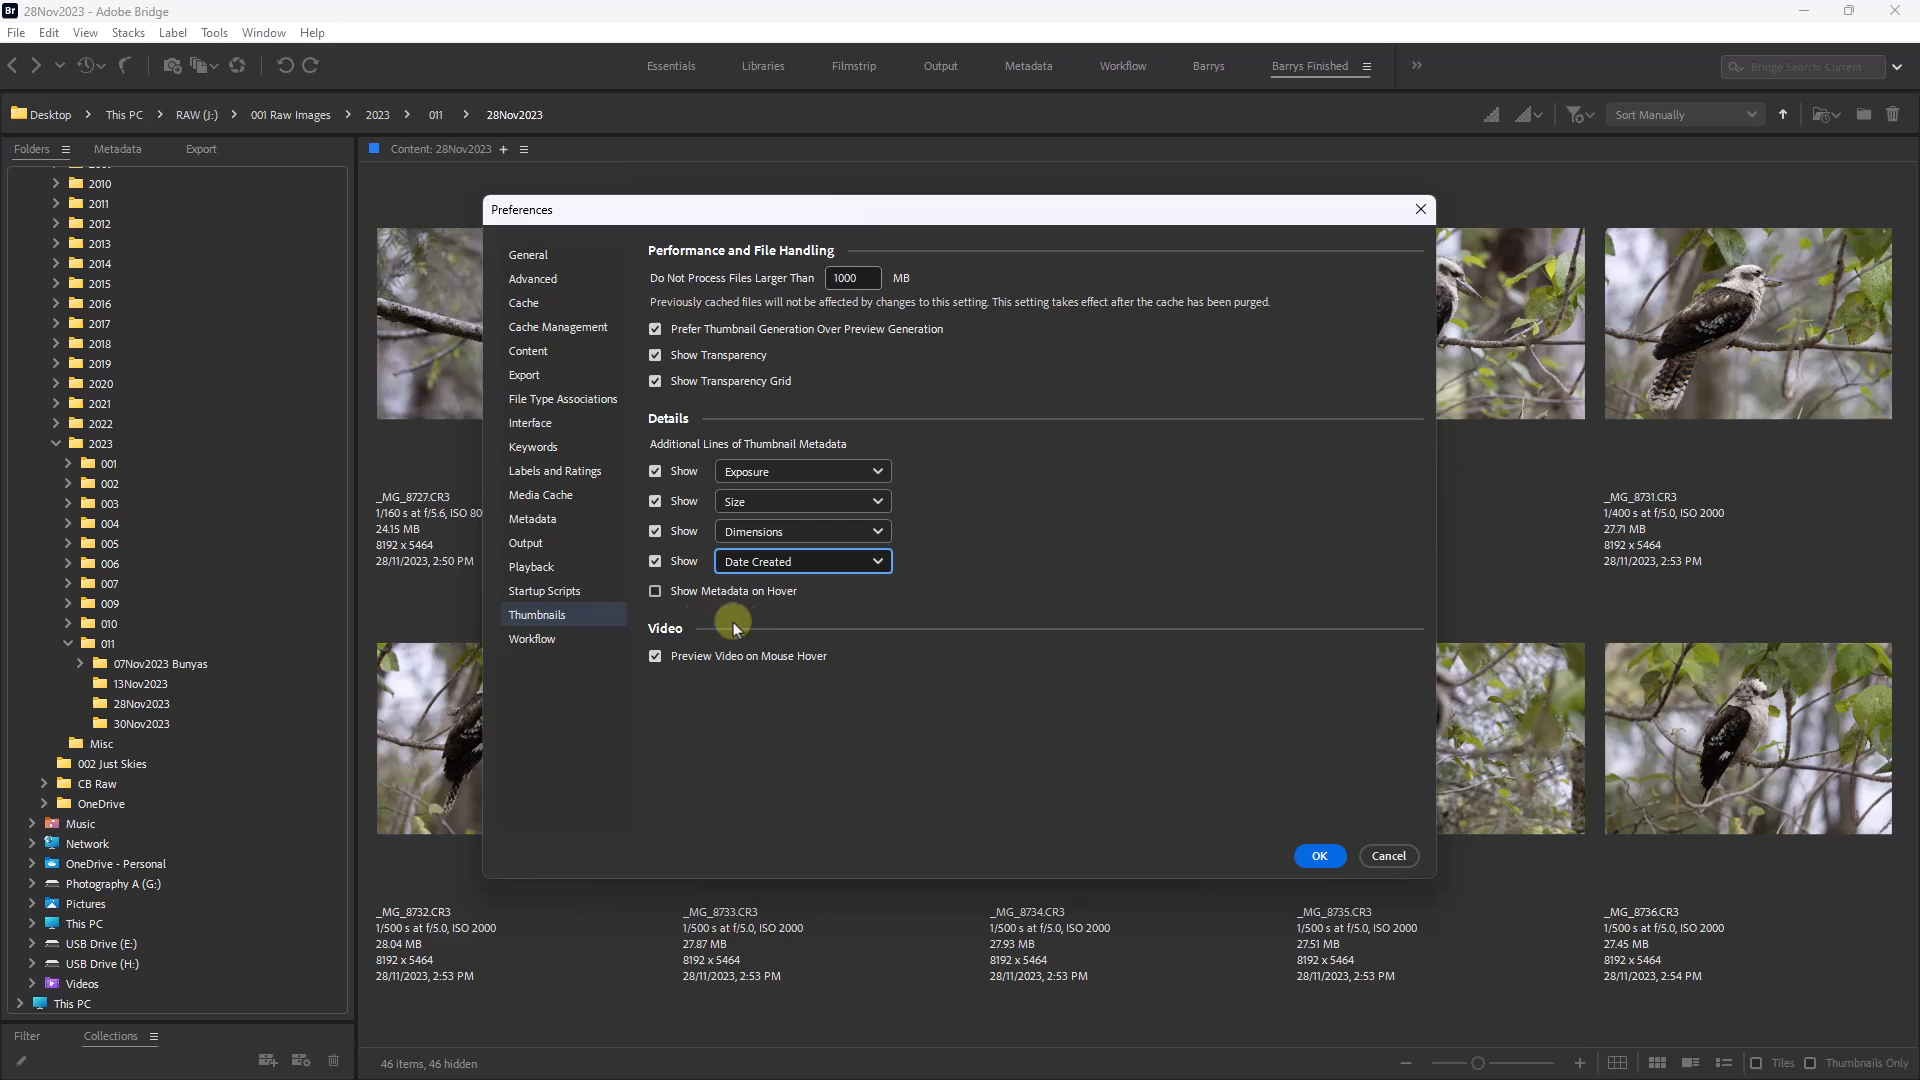 Br 28Nov2023 - Adobe Bridge
File Edit View Stacks Label Tools Window Help
Essentials Libraries Filmstrip Output Metadata Workflow Barrys Barrys Finished
Bridge Search: Current
Desktop This PC RAW (J:) 001 Raw Images 2023 011 28Nov2023
Sort Manually
Folders Metadata Export
Content: 28Nov2023
2010
2011
2012
2013
2014
2015
2016
2017
2018
2019
2020
2021
2022
2023
001
002
003
004
005
006
007
009
010
011
07Nov2023 Bunyas
13Nov2023
28Nov2023
30Nov2023
Misc
002 Just Skies
CB Raw
OneDrive
Music
Network
OneDrive - Personal
Photography A (G:)
Pictures
This PC
USB Drive (E:)
USB Drive (H:)
Videos
This PC
Filter Collections
Preferences
General
Advanced
Cache
Cache Management
Content
Export
File Type Associations
Interface
Keywords
Labels and Ratings
Media Cache
Metadata
Output
Playback
Startup Scripts
Thumbnails
Workflow
Performance and File Handling
Do Not Process Files Larger Than 1000 MB
Previously cached files will not be affected by changes to this setting. This setting takes effect after the cache has been purged.
Prefer Thumbnail Generation Over Preview Generation
Show Transparency
Show Transparency Grid
Details
Additional Lines of Thumbnail Metadata
Show Exposure
Show Size
Show Dimensions
Show Date Created
Show Metadata on Hover
Video
Preview Video on Mouse Hover
OK Cancel
_MG_8727.CR3
1/160 s at f/5.6, ISO 80
24.15 MB
8192 x 5464
28/11/2023, 2:50 PM
_MG_8731.CR3
1/400 s at f/5.0, ISO 2000
27.71 MB
8192 x 5464
28/11/2023, 2:53 PM
_MG_8732.CR3
1/500 s at f/5.0, ISO 2000
28.04 MB
8192 x 5464
28/11/2023, 2:53 PM
_MG_8733.CR3
1/500 s at f/5.0, ISO 2000
27.87 MB
8192 x 5464
28/11/2023, 2:53 PM
_MG_8734.CR3
1/500 s at f/5.0, ISO 2000
27.93 MB
8192 x 5464
28/11/2023, 2:53 PM
_MG_8735.CR3
1/500 s at f/5.0, ISO 2000
27.51 MB
8192 x 5464
28/11/2023, 2:53 PM
_MG_8736.CR3
1/500 s at f/5.0, ISO 2000
27.45 MB
8192 x 5464
28/11/2023, 2:54 PM
46 items, 46 hidden
Tiles Thumbnails Only